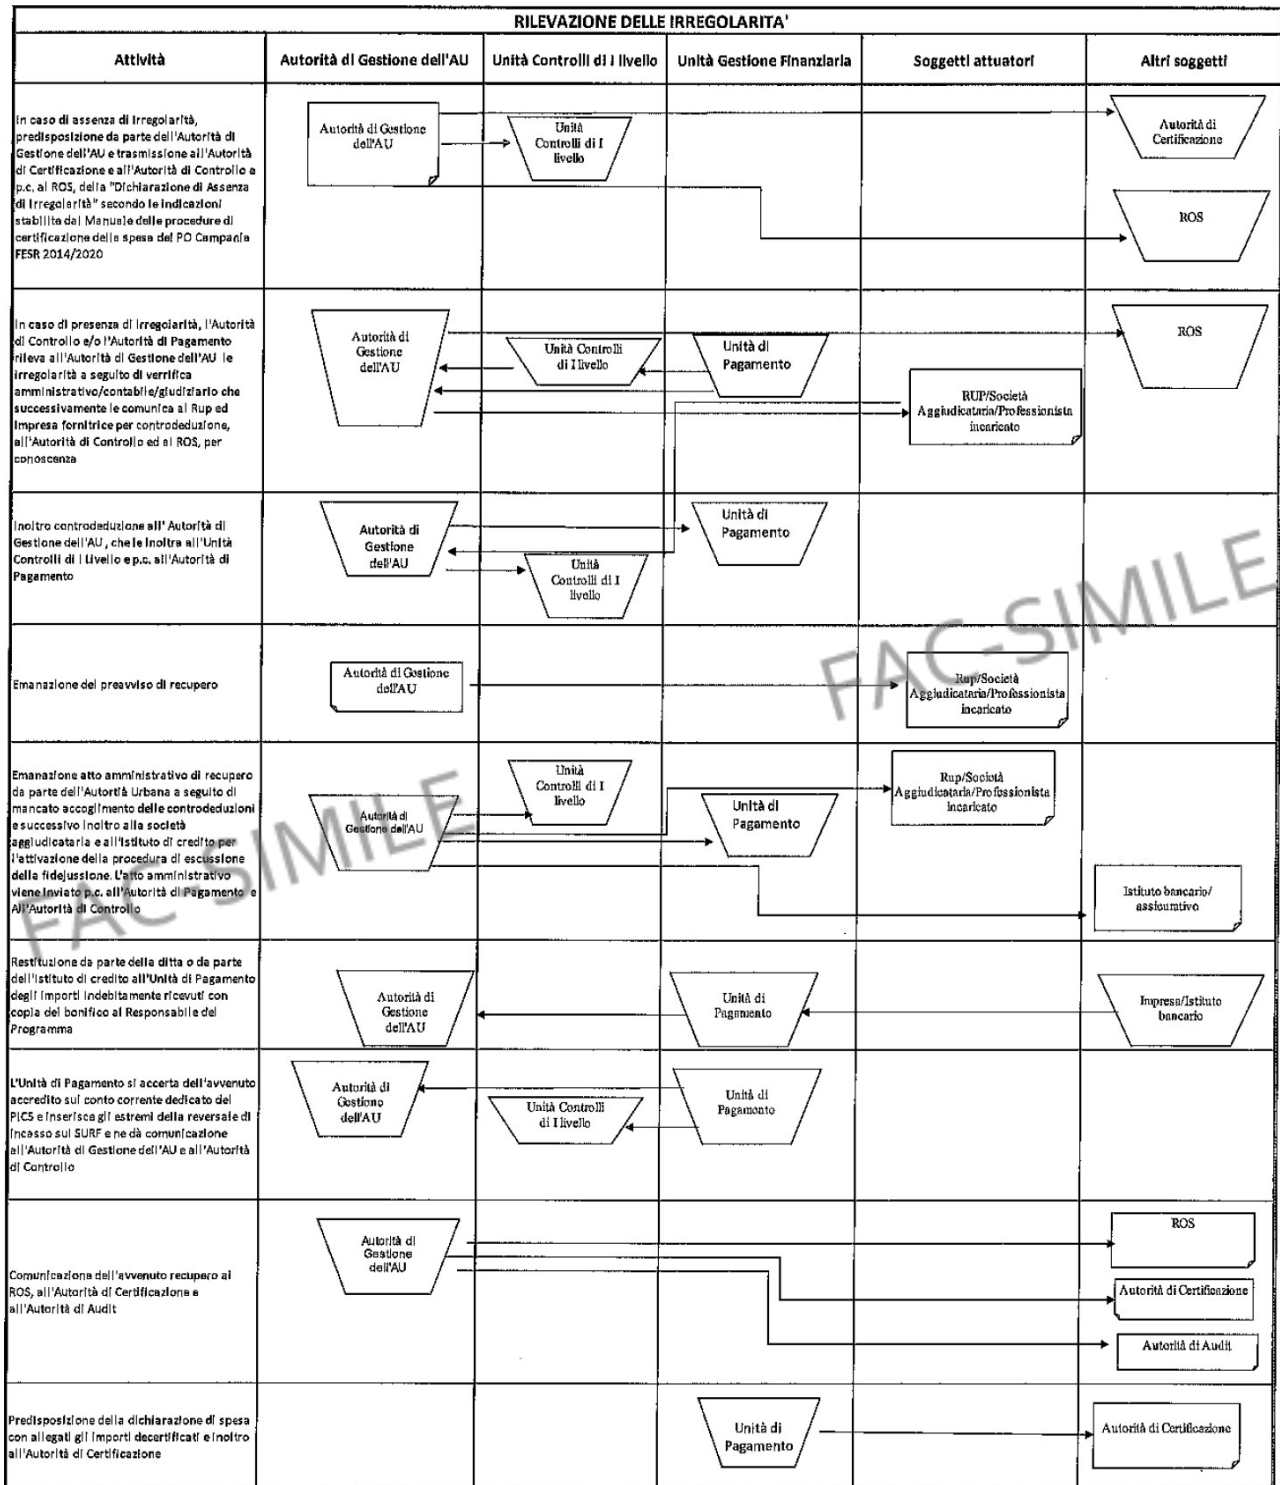 RILEVAZIONE DELLE IRREGOLARITA'
Attività
Autorità di Gestione dell'AU
Unità Controlli di I livello
Unità Gestione Finanziaria
Soggetti attuatori
Altri soggetti
In caso di assenza di irregolarità,
predisposizione da parte dell'Autorità di
Gestione dell'AU e trasmissione all'Autorità
di Certificazione e all'Autorità di Controllo e
p.c. al ROS, della "Dichiarazione di Assenza
di Irregolarità" secondo le indicazioni
stabilite dal Manuale delle procedure di
certificazione della spesa del PO Campania
FESR 2014/2020
Autorità di Gestione
dell'AU
Unità
Controlli di I
livello
Autorità di
Certificazione
ROS
In caso di presenza di irregolarità, l'Autorità
di Controllo e/o l'Autorità di Pagamento
rileva all'Autorità di Gestione dell'AU le
irregolarità a seguito di verrifica
amministrativo/contabile/giudiziario che
successivamente le comunica al Rup ed
Impresa fornitrice per controdeduzione,
all'Autorità di Controllo ed al ROS, per
conoscenza
Autorità di
Gestione
dell'AU
Unità Controlli
di I livello
Unità di
Pagamento
RUP/Società
Aggiudicataria/Professionista
incaricato
ROS
Inoltro controdeduzione all' Autorità di
Gestione dell'AU , che le inoltra all'Unità
Controlli di I Livello e p.c. all'Autorità di
Pagamento
Autorità di
Gestione
dell'AU
Unità
Controlli di I
livello
Unità di
Pagamento
Emanazione del preavviso di recupero
Autorità di Gestione
dell'AU
Rup/Società
Aggiudicataria/Professionista
incaricato
Emanazione atto amministrativo di recupero
da parte dell'Autortià Urbana a seguito di
mancato accoglimento delle controdeduzioni
e successivo inoltro alla società
aggiudicataria e all'Istituto di credito per
l'attivazione della procedura di escussione
della fidejussione. L'atto amministrativo
viene inviato p.c. all'Autorità di Pagamento e
All'Autorità di Controllo
Autorità di
Gestione dell'AU
Unità
Controlli di I
livello
Unità di
Pagamento
Rup/Società
Aggiudicataria/Professionista
incaricato
Istituto bancario/
assicurativo
Restituzione da parte della ditta o da parte
dell'istituto di credito all'Unità di Pagamento
degli importi indebitamente ricevuti con
copia del bonifico al Responsabile del
Programma
Autorità di
Gestione
dell'AU
Unità di
Pagamento
Impresa/Istituto
bancario
L'Unità di Pagamento si accerta dell'avvenuto
accredito sul conto corrente dedicato del
PICS e inserisce gli estremi della reversale di
incasso sul SURF e ne dà comunicazione
all'Autorità di Gestione dell'AU e all'Autorità
di Controllo
Autorità di
Gestione
dell'AU
Unità Controlli
di I livello
Unità di
Pagamento
Comunicazione dell'avvenuto recupero al
ROS, all'Autorità di Certificazione e
all'Autorità di Audit
Autorità di
Gestione
dell'AU
ROS
Autorità di Certificazione
Autorità di Audit
Predisposizione della dichiarazione di spesa
con allegati gli importi decertificati e inoltro
all'Autorità di Certificazione
Unità di
Pagamento
Autorità di Certificazione
FAC-SIMILE
FAC-SIMILE